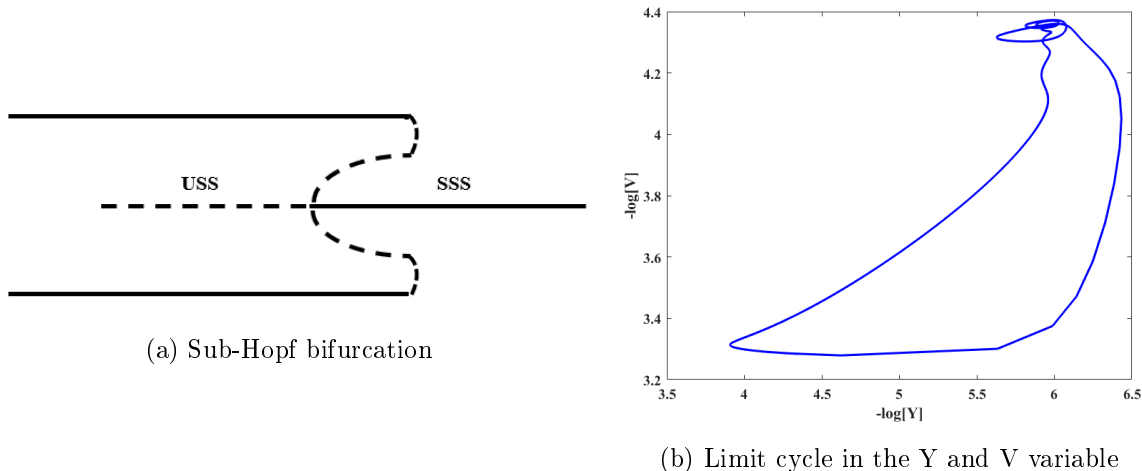 USS
SSS
(a) Sub-Hopf bifurcation
4.4
4.2
4
3.8
3.6
3.4
3.2
-log[V]
3.5 4 4.5 5 5.5 6 6.5
-log[Y]
(b) Limit cycle in the Y and V variable